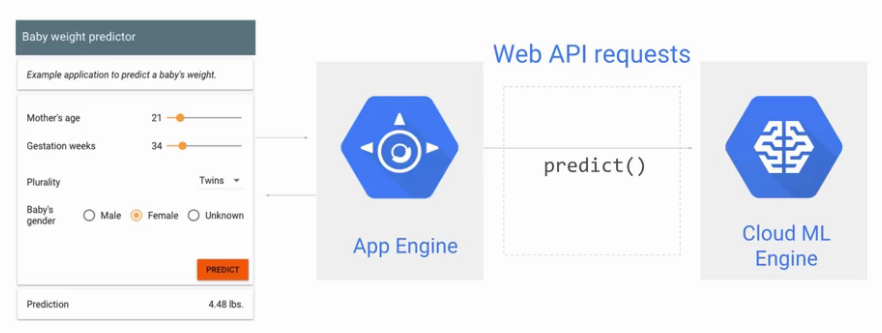 Baby weight predictor
Example application to predict a baby's weight.
Mother's age 21
Gestation weeks 34
Plurality Twins
Baby's gender Male Female Unknown
PREDICT
Prediction 4.48 lbs.
App Engine
Web API requests
predict()
Cloud ML
Engine